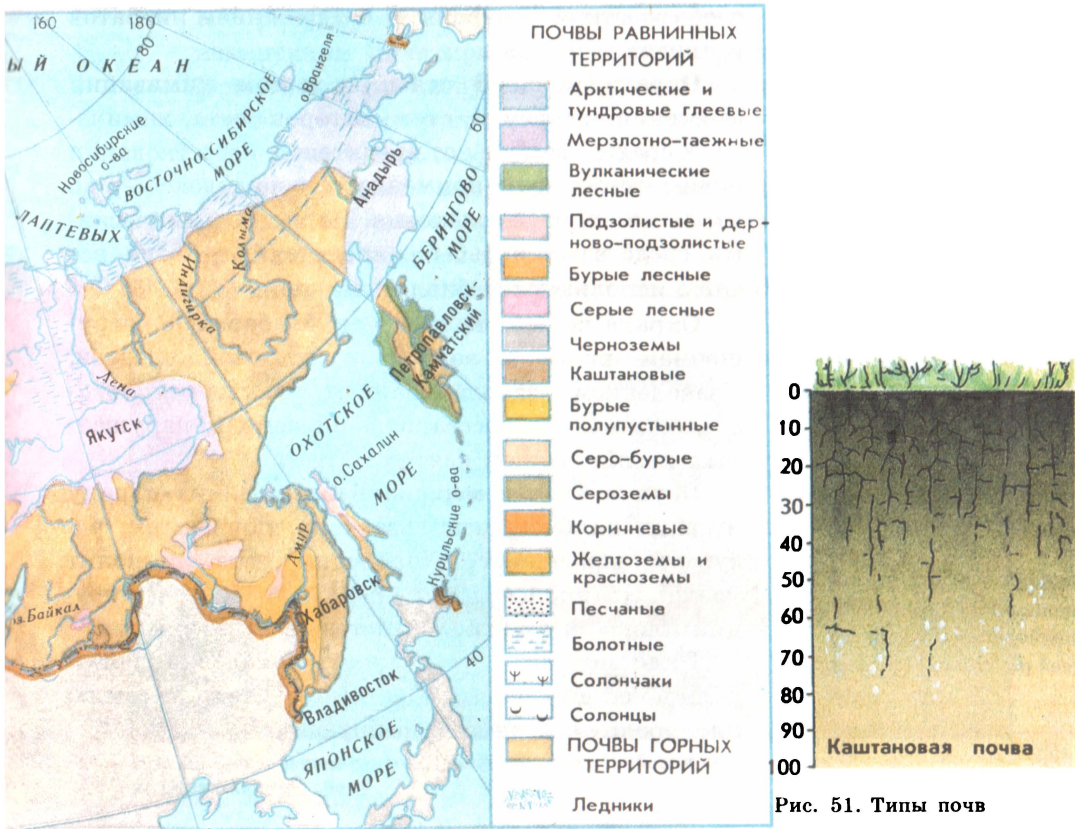 160
180
80
ЫЙ ОКЕАН
о.Врангеля
60
Новосибирские
о-ва
ВОСТОЧНО-СИБИРСКОЕ
МОРЕ
Анадырь
ЛАПТЕВЫХ
БЕРИНГОВО
МОРЕ
Колыма
Индигирка
Петропавловск-
Камчатский
Лена
Якутск
ОХОТСКОЕ
МОРЕ
о.Сахалин
Курильские о-ва
Амур
Хабаровск
оз.Байкал
40
Владивосток
ЯПОНСКОЕ
МОРЕ
ПОЧВЫ РАВНИННЫХ
ТЕРРИТОРИЙ
Арктические и
тундровые глеевые
Мерзлотно-таежные
Вулканические
лесные
Подзолистые и дер-
ново-подзолистые
Бурые лесные
Серые лесные
Черноземы
Каштановые
Бурые
полупустынные
Серо-бурые
Сероземы
Коричневые
Желтоземы и
красноземы
Песчаные
Болотные
Солончаки
Солонцы
ПОЧВЫ ГОРНЫХ
ТЕРРИТОРИЙ
Ледники
0
10
20
30
40
50
60
70
80
90
100
Каштановая почва
Рис. 51. Типы почв